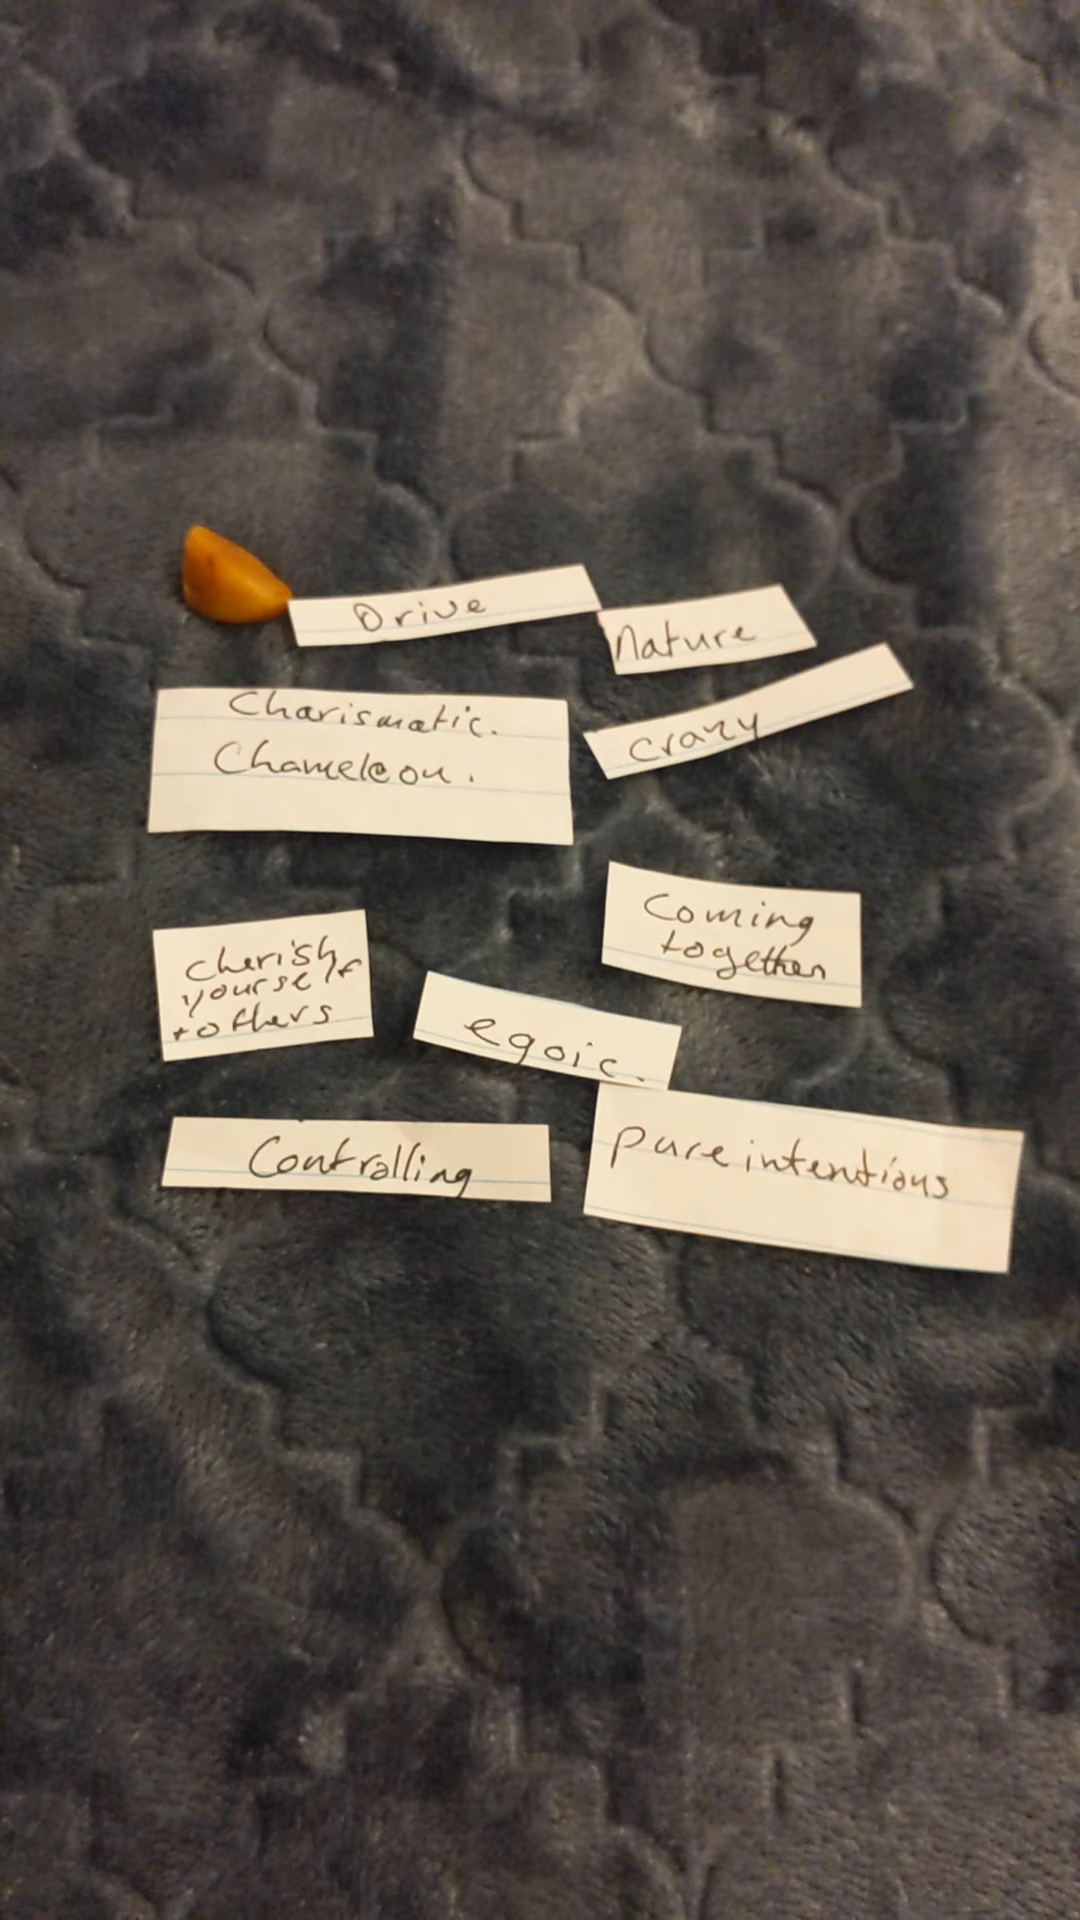 Drive
Nature
Charismatic.
Chameleon.
crazy
Coming
together
cherish
yourself
+ others
egoic.
Controlling
pure intentions